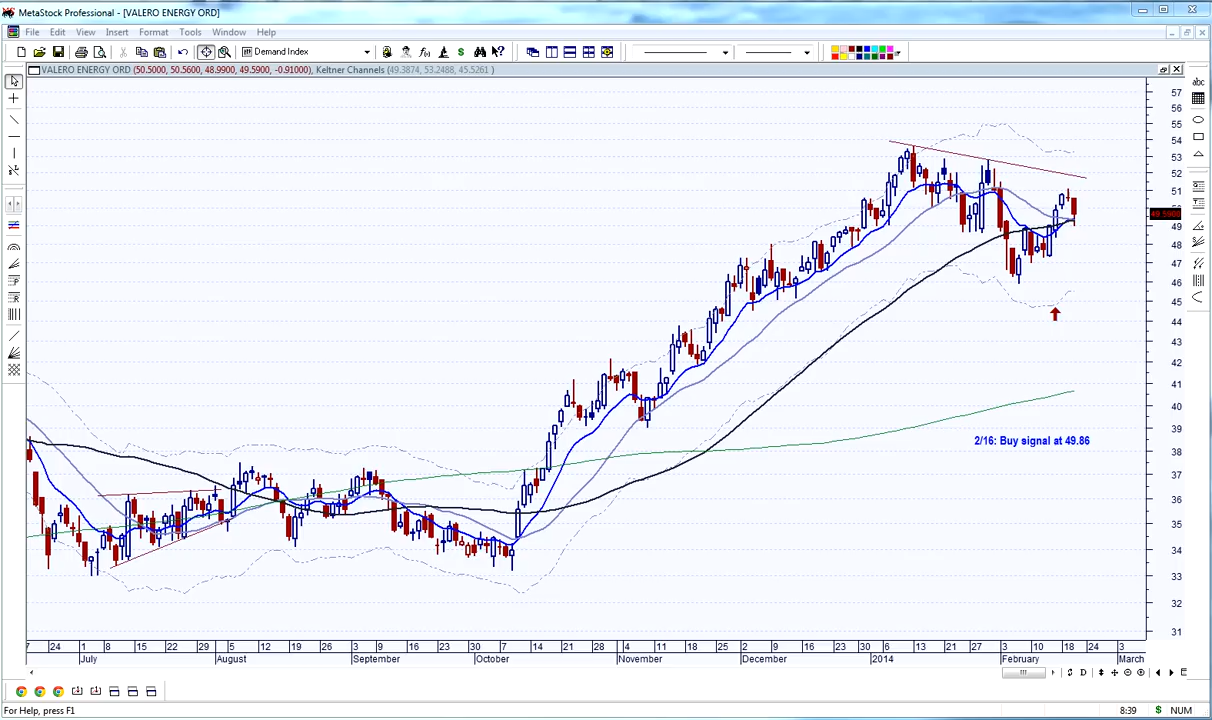 MetaStock Professional - [VALERO ENERGY ORD]
File Edit View Insert Format Tools Window Help
Demand Index
VALERO ENERGY ORD (50.5000, 50.5600, 48.9900, 49.5900, -0.91000), Keltner Channels (49.3874, 53.2488, 45.5261 )
abc
57
56
55
54
53
52
51
50
49.5900
49
48
47
46
45
44
43
42
41
40
39
38
37
36
35
34
33
32
31
2/16: Buy signal at 49.86
7 24 1 8 15 22 29 5 12 19 26 3 9 16 23 30 7 14 21 28 4 11 18 25 2 9 16 23 30 6 13 21 27 3 10 18 24 3
July August September October November December 2014 February March
D
For Help, press F1
8:39 $ NUM